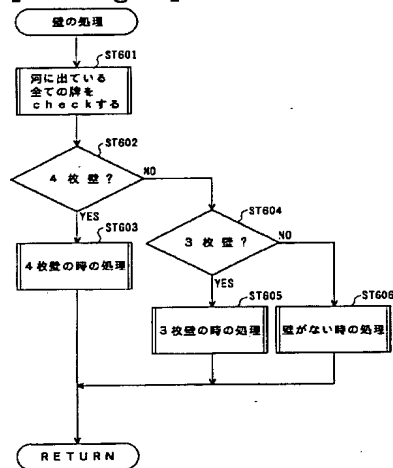 壁の処理
ST601
河に出ている
全ての牌を
checkする
ST602
4枚壁?
NO
YES
ST603
ST604
4枚壁の時の処理
3枚壁?
NO
YES
ST605
ST606
3枚壁の時の処理
壁がない時の処理
RETURN